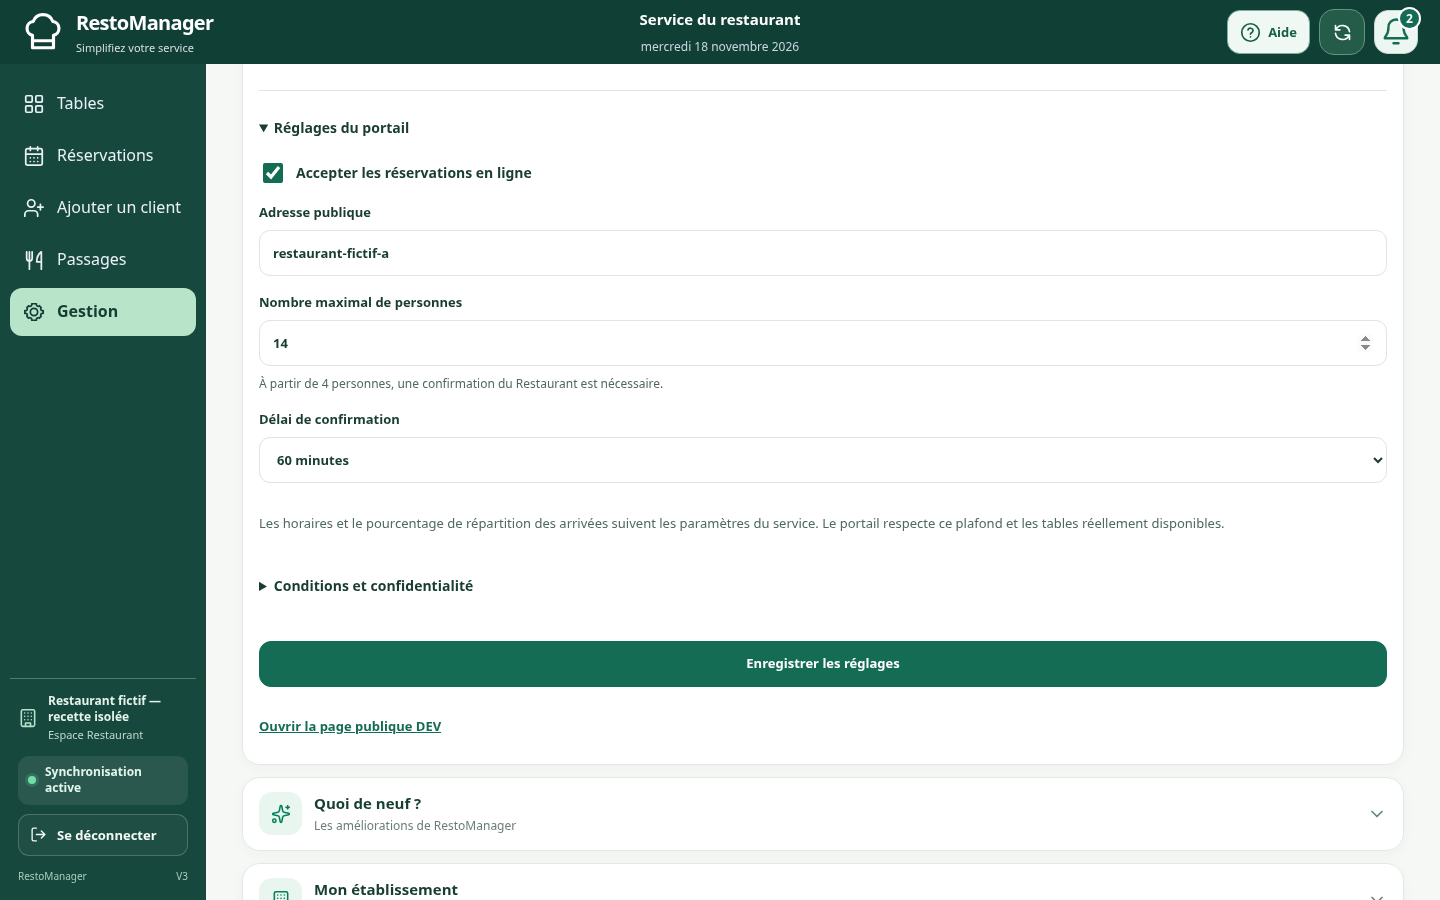 RestoManager
Simplifiez votre service
Service du restaurant
mercredi 18 novembre 2026
Aide
2
Tables
Réservations
Ajouter un client
Passages
Gestion
Restaurant fictif —
recette isolée
Espace Restaurant
Synchronisation
active
Se déconnecter
RestoManager V3
Réglages du portail
Accepter les réservations en ligne
Adresse publique
restaurant-fictif-a
Nombre maximal de personnes
14
À partir de 4 personnes, une confirmation du Restaurant est nécessaire.
Délai de confirmation
60 minutes
Les horaires et le pourcentage de répartition des arrivées suivent les paramètres du service. Le portail respecte ce plafond et les tables réellement disponibles.
Conditions et confidentialité
Enregistrer les réglages
Ouvrir la page publique DEV
Quoi de neuf ?
Les améliorations de RestoManager
Mon établissement